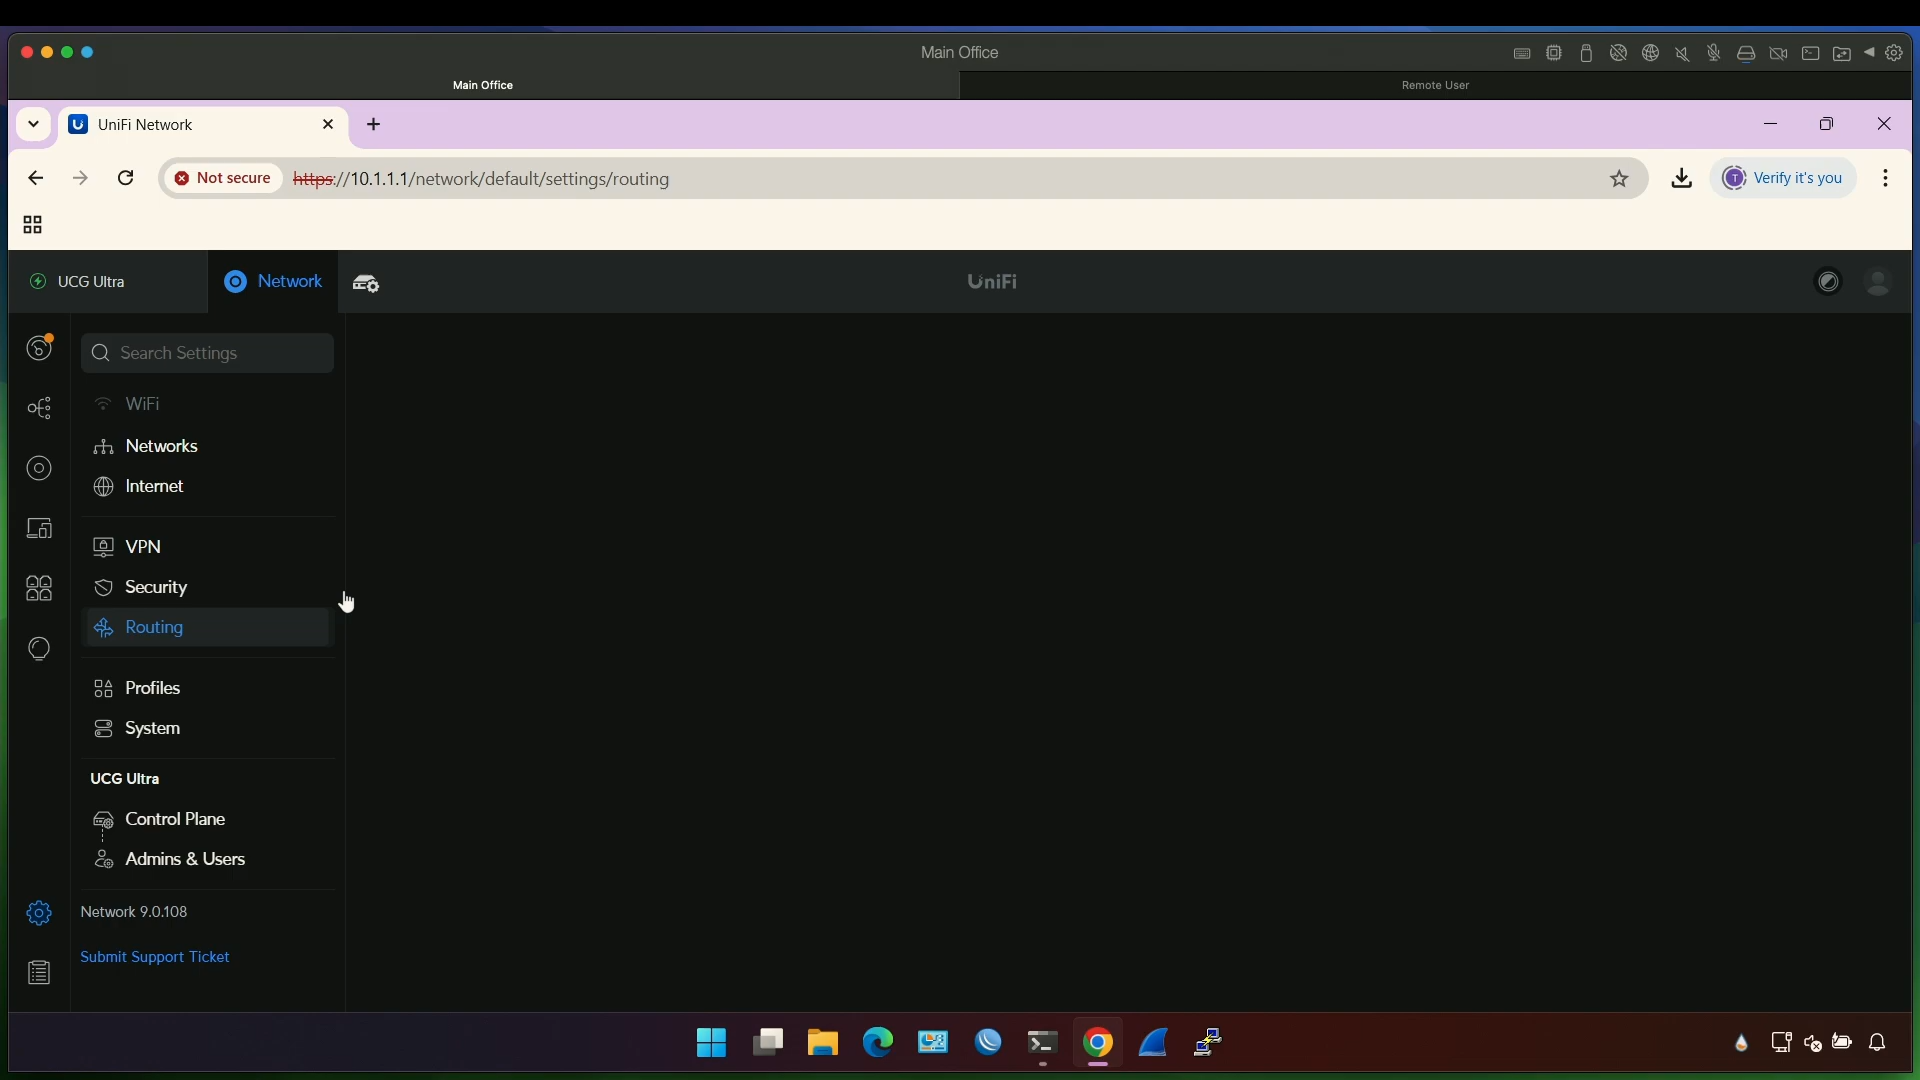 Main Office
Main Office
Remote User
UniFi Network
Not secure
https://10.1.1.1/network/default/settings/routing
T
Verify it's you
UCG Ultra
Network
UniFi
Search Settings
WiFi
Networks
Internet
VPN
Security
Routing
Profiles
System
UCG Ultra
Control Plane
Admins & Users
Network 9.0.108
Submit Support Ticket